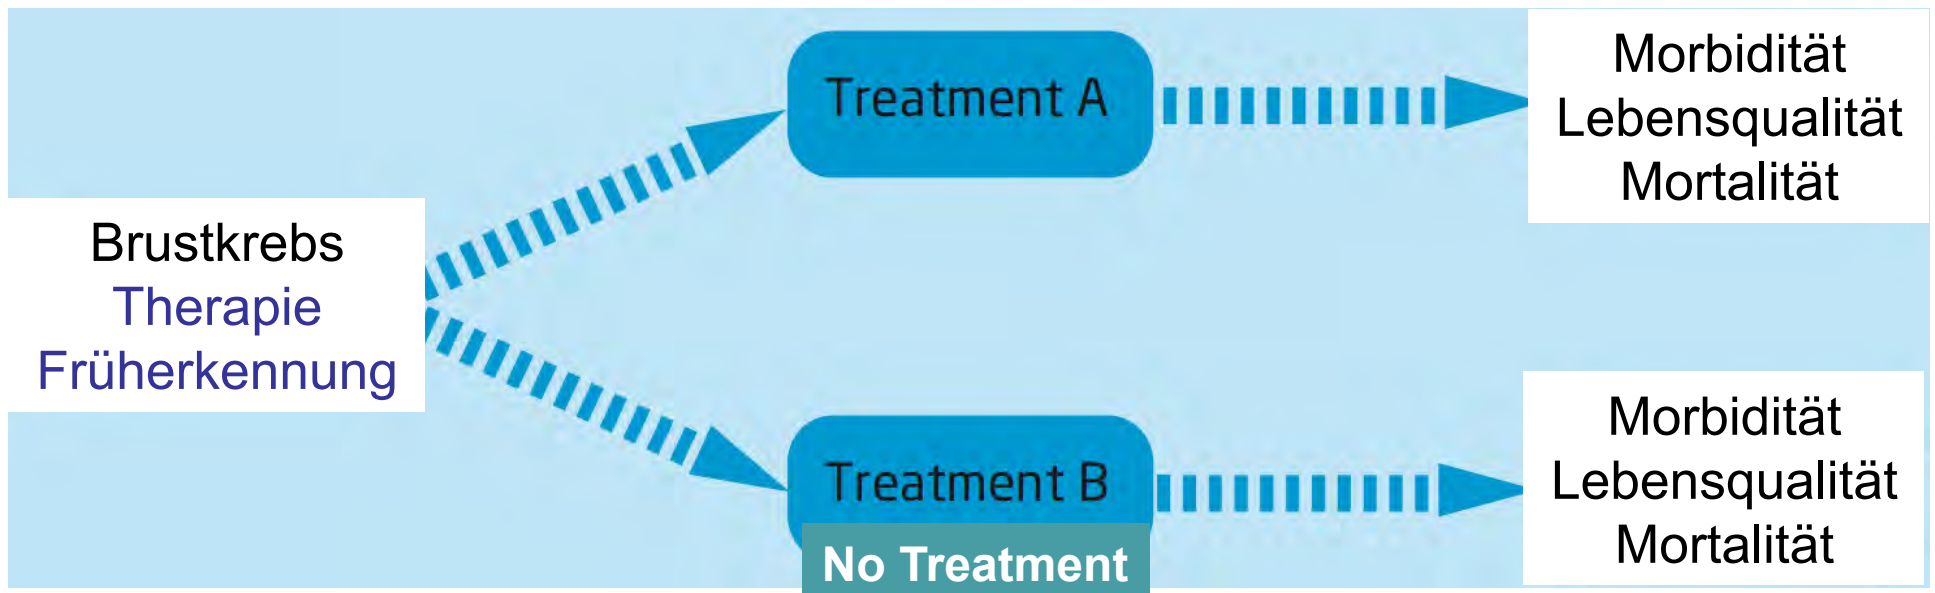 Brustkrebs
Therapie
Früherkennung
Treatment A
Morbidität
Lebensqualität
Mortalität
Treatment B
No Treatment
Morbidität
Lebensqualität
Mortalität